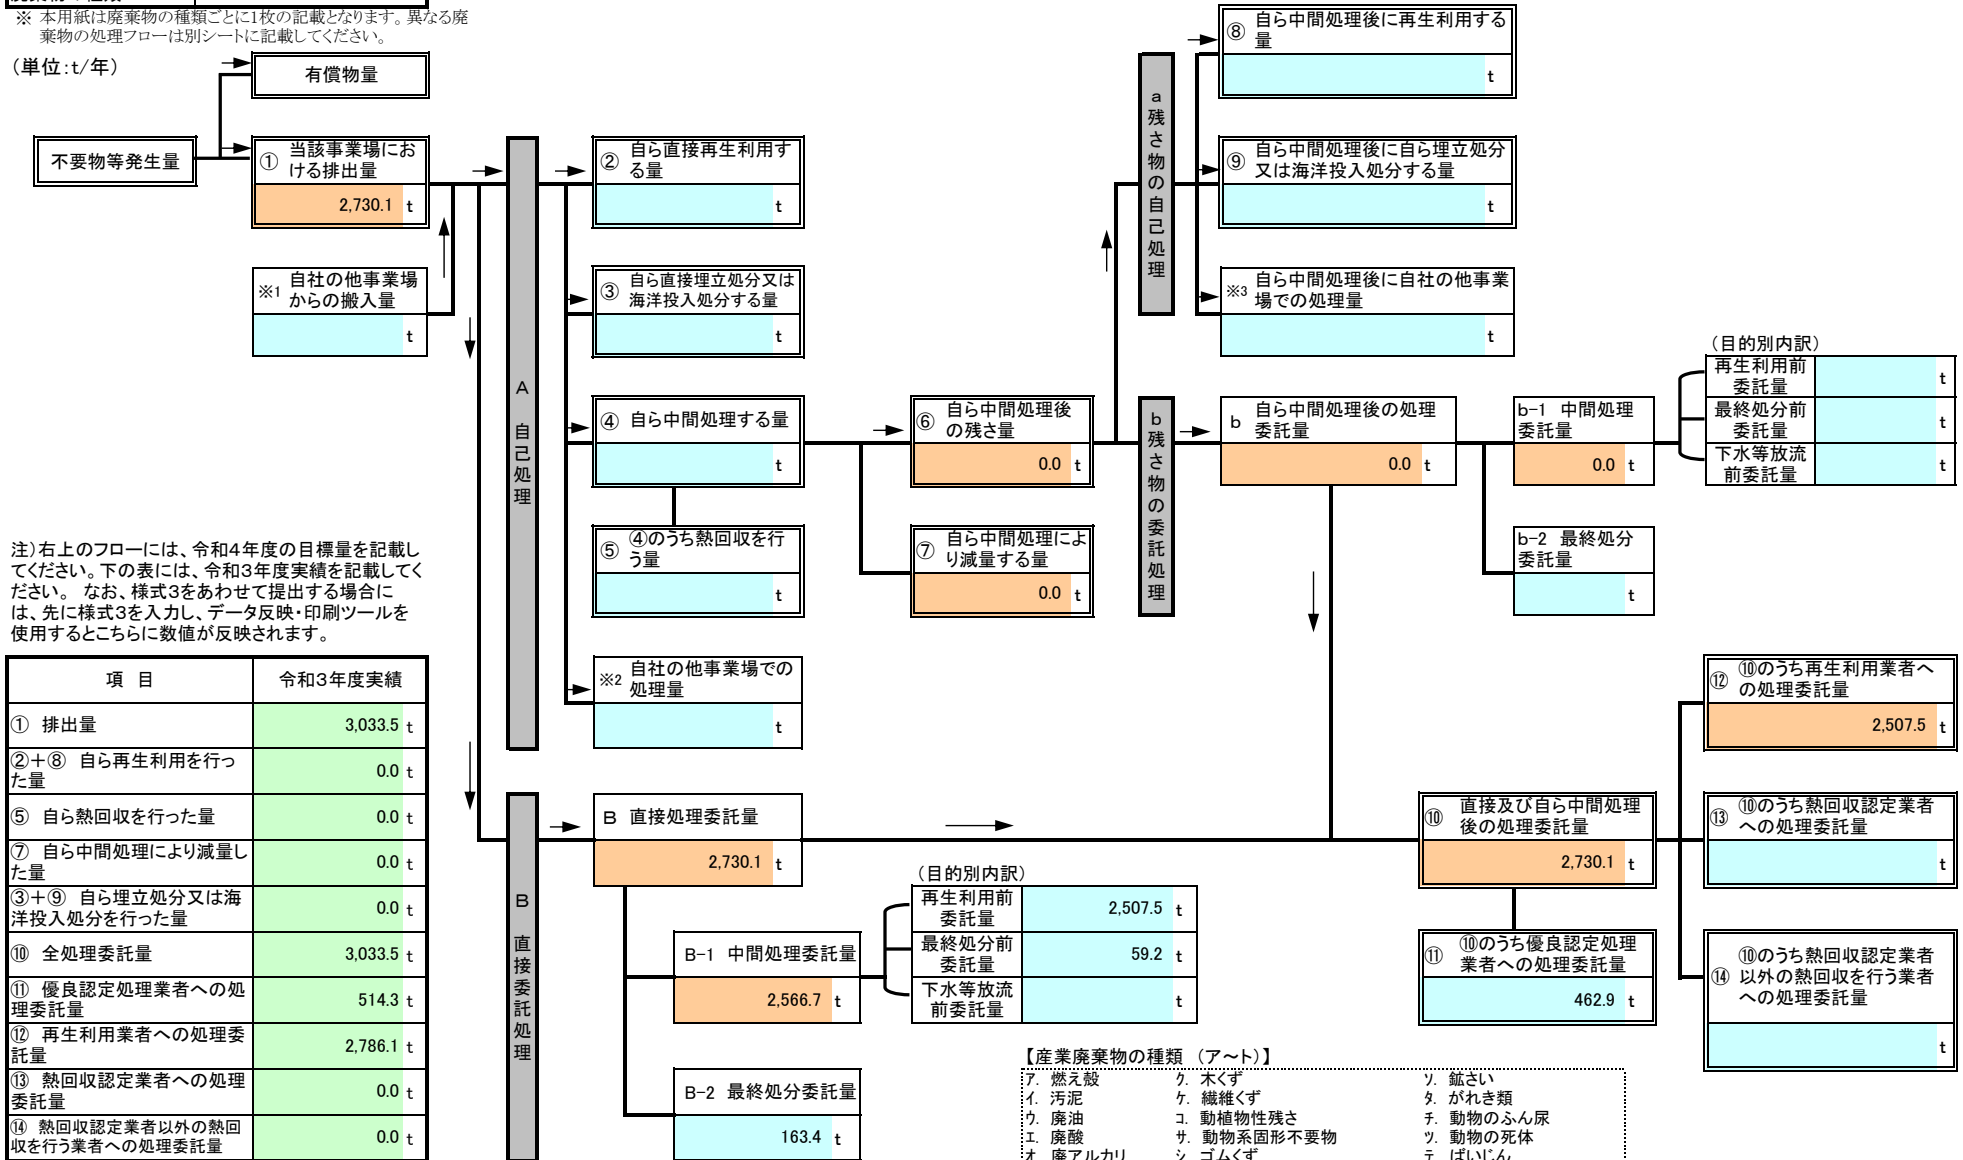 ※ 本用紙は廃棄物の種類ごとに1枚の記載となります。異なる廃
棄物の処理フローは別シートに記載してください。
(単位:t/年)
有償物量
不要物等発生量
① 当該事業場にお
ける排出量
2,730.1 t
※1 自社の他事業場
からの搬入量
t
A 自己処理
② 自ら直接再生利用す
る量
t
③ 自ら直接埋立処分又は
海洋投入処分する量
t
④ 自ら中間処理する量
t
⑤ ④のうち熱回収を行
う量
t
※2 自社の他事業場での
処理量
t
⑥ 自ら中間処理後
の残さ量
0.0 t
⑦ 自ら中間処理によ
り減量する量
0.0 t
a 残さ物の自己処理
⑧ 自ら中間処理後に再生利用する
量
t
⑨ 自ら中間処理後に自ら埋立処分
又は海洋投入処分する量
t
※3 自ら中間処理後に自社の他事業
場での処理量
t
b 残さ物の委託処理
b 自ら中間処理後の処理
委託量
0.0 t
b-1 中間処理
委託量
0.0 t
b-2 最終処分
委託量
t
(目的別内訳)
再生利用前
委託量
t
最終処分前
委託量
t
下水等放流
前委託量
t
注)右上のフローには、令和4年度の目標量を記載し
てください。下の表には、令和3年度実績を記載してく
ださい。 なお、様式3をあわせて提出する場合に
は、先に様式3を入力し、データ反映・印刷ツールを
使用するとこちらに数値が反映されます。
項 目 令和3年度実績
① 排出量 3,033.5 t
②+⑧ 自ら再生利用を行っ
た量 0.0 t
⑤ 自ら熱回収を行った量 0.0 t
⑦ 自ら中間処理により減量し
た量 0.0 t
③+⑨ 自ら埋立処分又は海
洋投入処分を行った量 0.0 t
⑩ 全処理委託量 3,033.5 t
⑪ 優良認定処理業者への処
理委託量 514.3 t
⑫ 再生利用業者への処理委
託量 2,786.1 t
⑬ 熱回収認定業者への処理
委託量 0.0 t
⑭ 熱回収認定業者以外の熱回
収を行う業者への処理委託量 0.0 t
B 直接委託処理
B 直接処理委託量
2,730.1 t
B-1 中間処理委託量
2,566.7 t
B-2 最終処分委託量
163.4 t
(目的別内訳)
再生利用前
委託量
2,507.5 t
最終処分前
委託量
59.2 t
下水等放流
前委託量
t
⑩ 直接及び自ら中間処理
後の処理委託量
2,730.1 t
⑪ ⑩のうち優良認定処理
業者への処理委託量
462.9 t
⑫ ⑩のうち再生利用業者へ
の処理委託量
2,507.5 t
⑬ ⑩のうち熱回収認定業者
への処理委託量
t
⑭ ⑩のうち熱回収認定業者
以外の熱回収を行う業者
への処理委託量
t
【産業廃棄物の種類 (ア~ト)】
ア. 燃え殻 ク. 木くず ソ. 鉱さい
イ. 汚泥 ケ. 繊維くず タ. がれき類
ウ. 廃油 コ. 動植物性残さ チ. 動物のふん尿
エ. 廃酸 サ. 動物系固形不要物 ツ. 動物の死体
オ. 廃アルカリ シ. ゴムくず テ. ばいじん